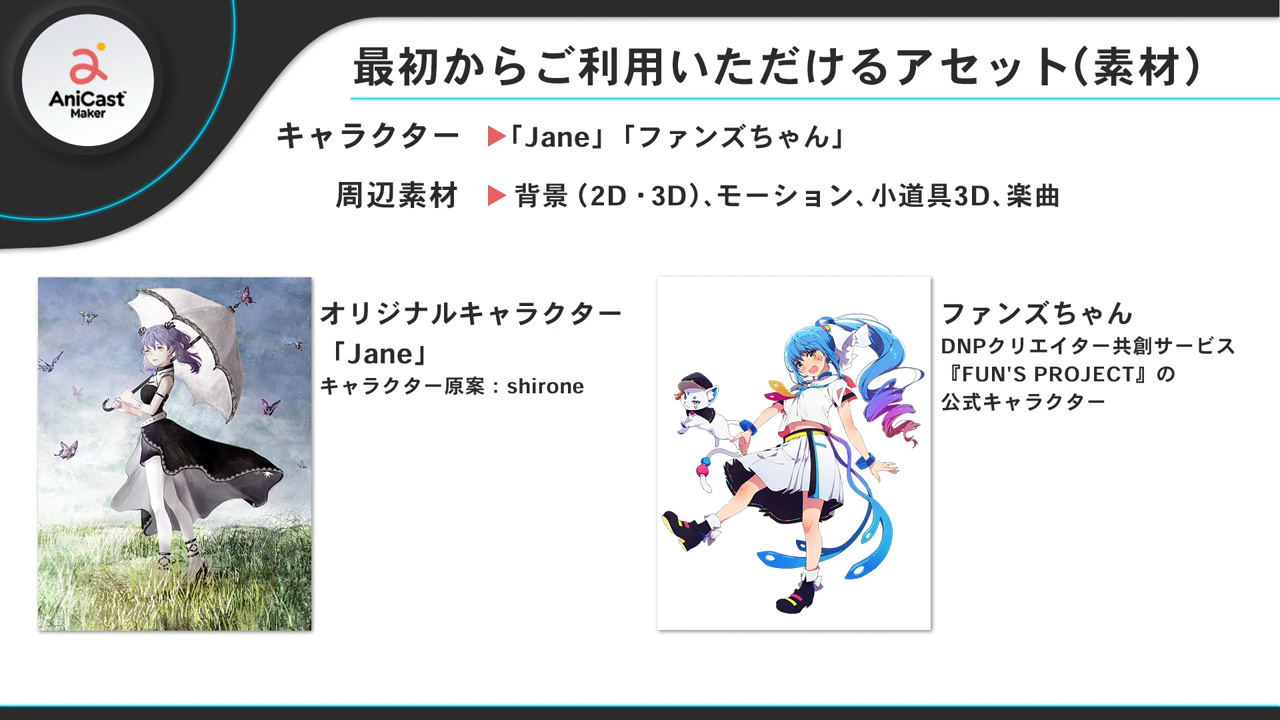 AniCast
Maker
最初からご利用いただけるアセット(素材)
キャラクター ▶「Jane」「ファンズちゃん」
周辺素材 ▶ 背景(2D・3D)、モーション、小道具3D、楽曲
オリジナルキャラクター
「Jane」
キャラクター原案:shirone
ファンズちゃん
DNPクリエイター共創サービス
『FUN'S PROJECT』の
公式キャラクター